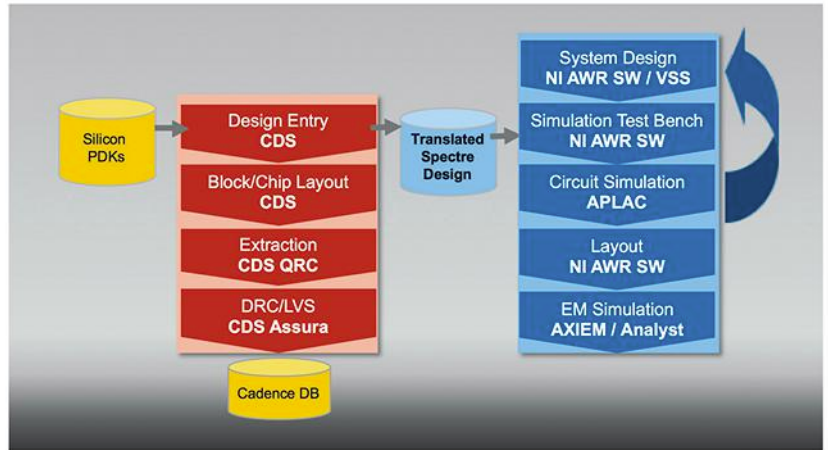 Silicon
PDKs
Design Entry
CDS
Block/Chip Layout
CDS
Extraction
CDS QRC
DRC/LVS
CDS Assura
Cadence DB
Translated
Spectre
Design
System Design
NI AWR SW / VSS
Simulation Test Bench
NI AWR SW
Circuit Simulation
APLAC
Layout
NI AWR SW
EM Simulation
AXIEM / Analyst